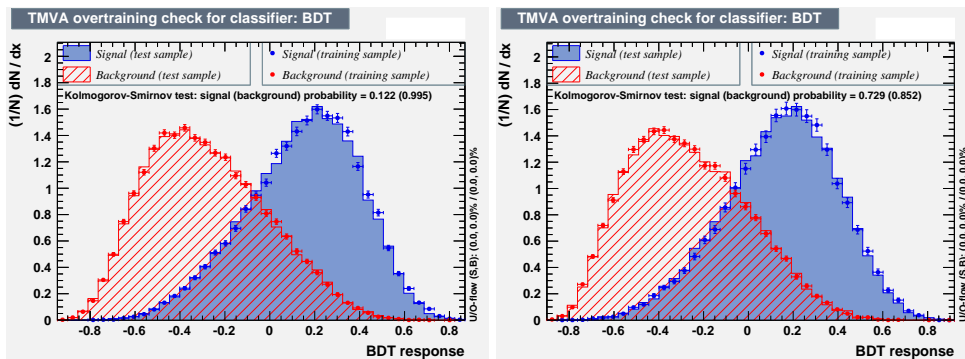 TMVA overtraining check for classifier: BDT
(1/N) dN / dx
2
1.8
1.6
1.4
1.2
1
0.8
0.6
0.4
0.2
0
Signal (test sample)
Background (test sample)
Signal (training sample)
Background (training sample)
Kolmogorov-Smirnov test: signal (background) probability = 0.122 (0.995)
U/O-flow (S,B): (0.0, 0.0)% / (0.0, 0.0)%
-0.8 -0.6 -0.4 -0.2 0 0.2 0.4 0.6 0.8
BDT response
TMVA overtraining check for classifier: BDT
(1/N) dN / dx
2
1.8
1.6
1.4
1.2
1
0.8
0.6
0.4
0.2
0
Signal (test sample)
Background (test sample)
Signal (training sample)
Background (training sample)
Kolmogorov-Smirnov test: signal (background) probability = 0.729 (0.852)
U/O-flow (S,B): (0.0, 0.0)% / (0.0, 0.0)%
-0.8 -0.6 -0.4 -0.2 0 0.2 0.4 0.6 0.8
BDT response